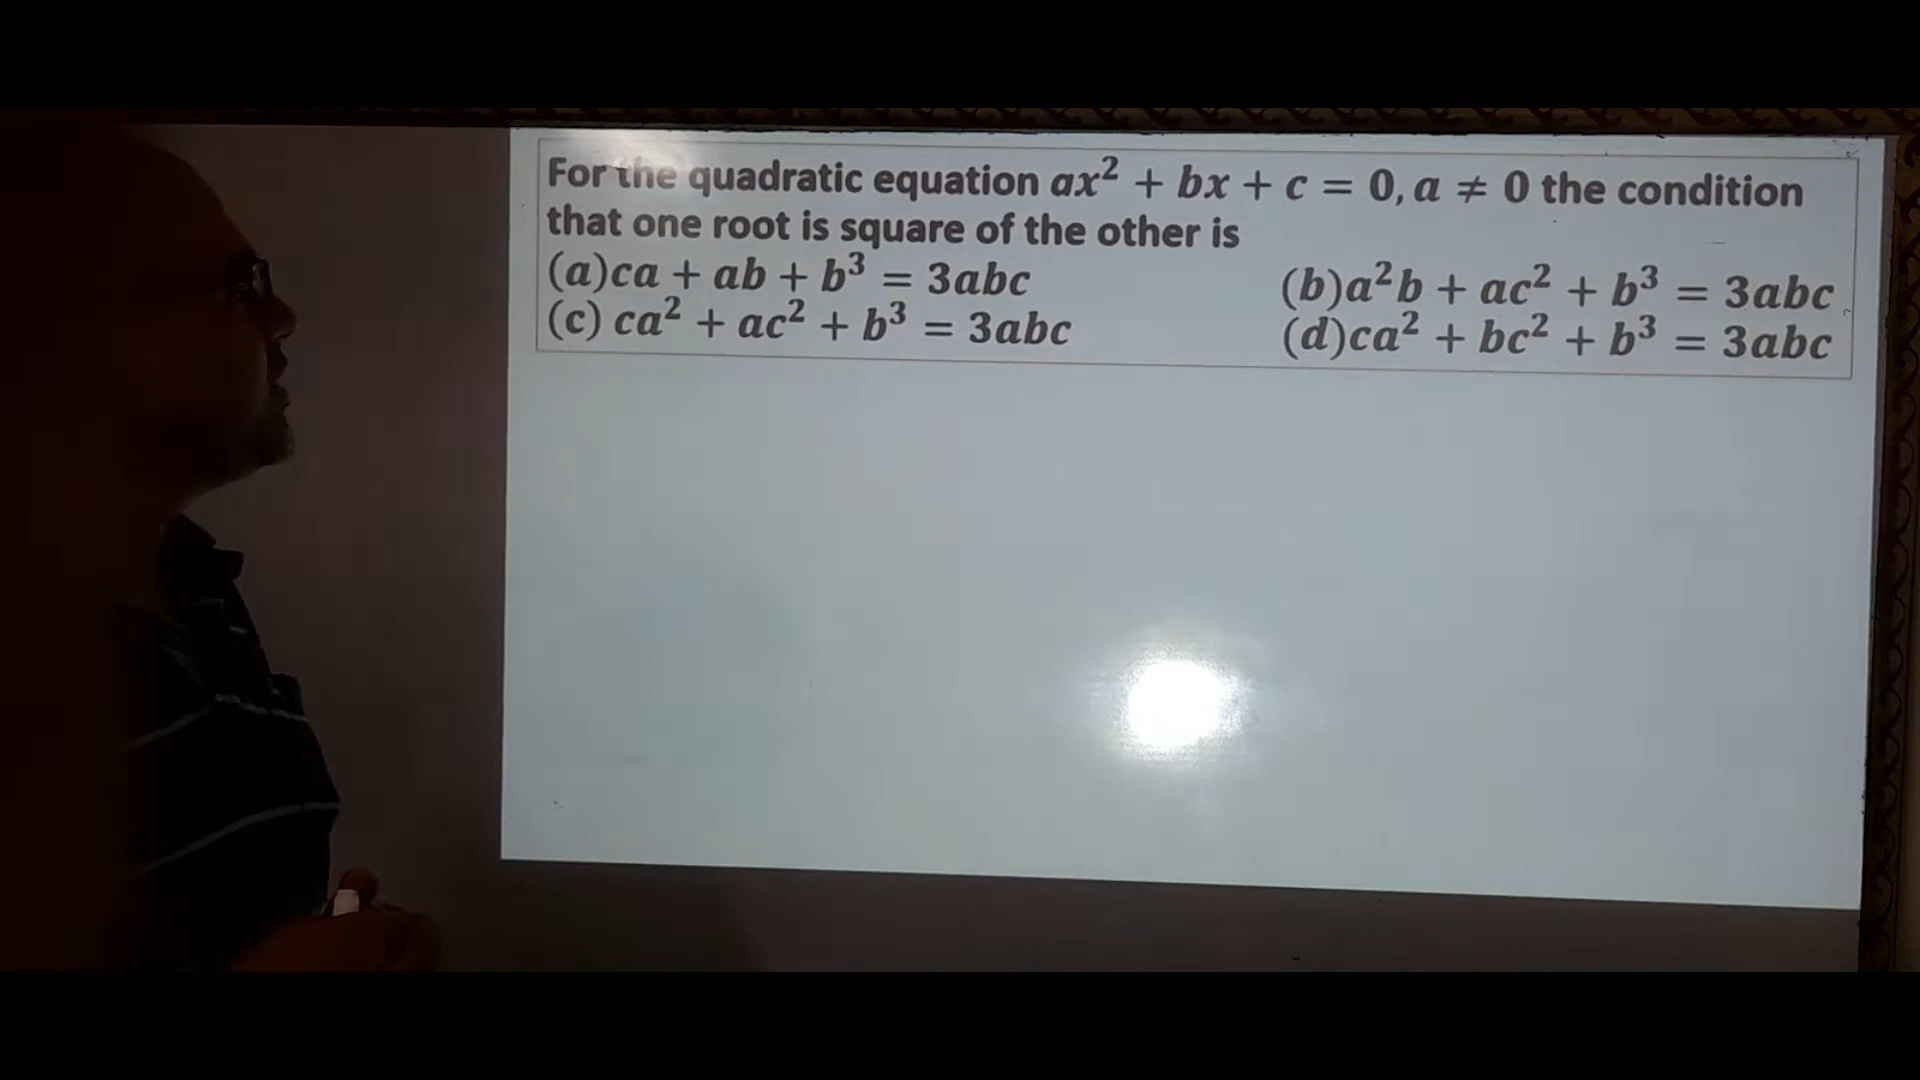 For the quadratic equation ax² + bx + c = 0, a ≠ 0 the condition
that one root is square of the other is
(a)ca + ab + b³ = 3abc (b)a²b + ac² + b³ = 3abc
(c) ca² + ac² + b³ = 3abc (d)ca² + bc² + b³ = 3abc